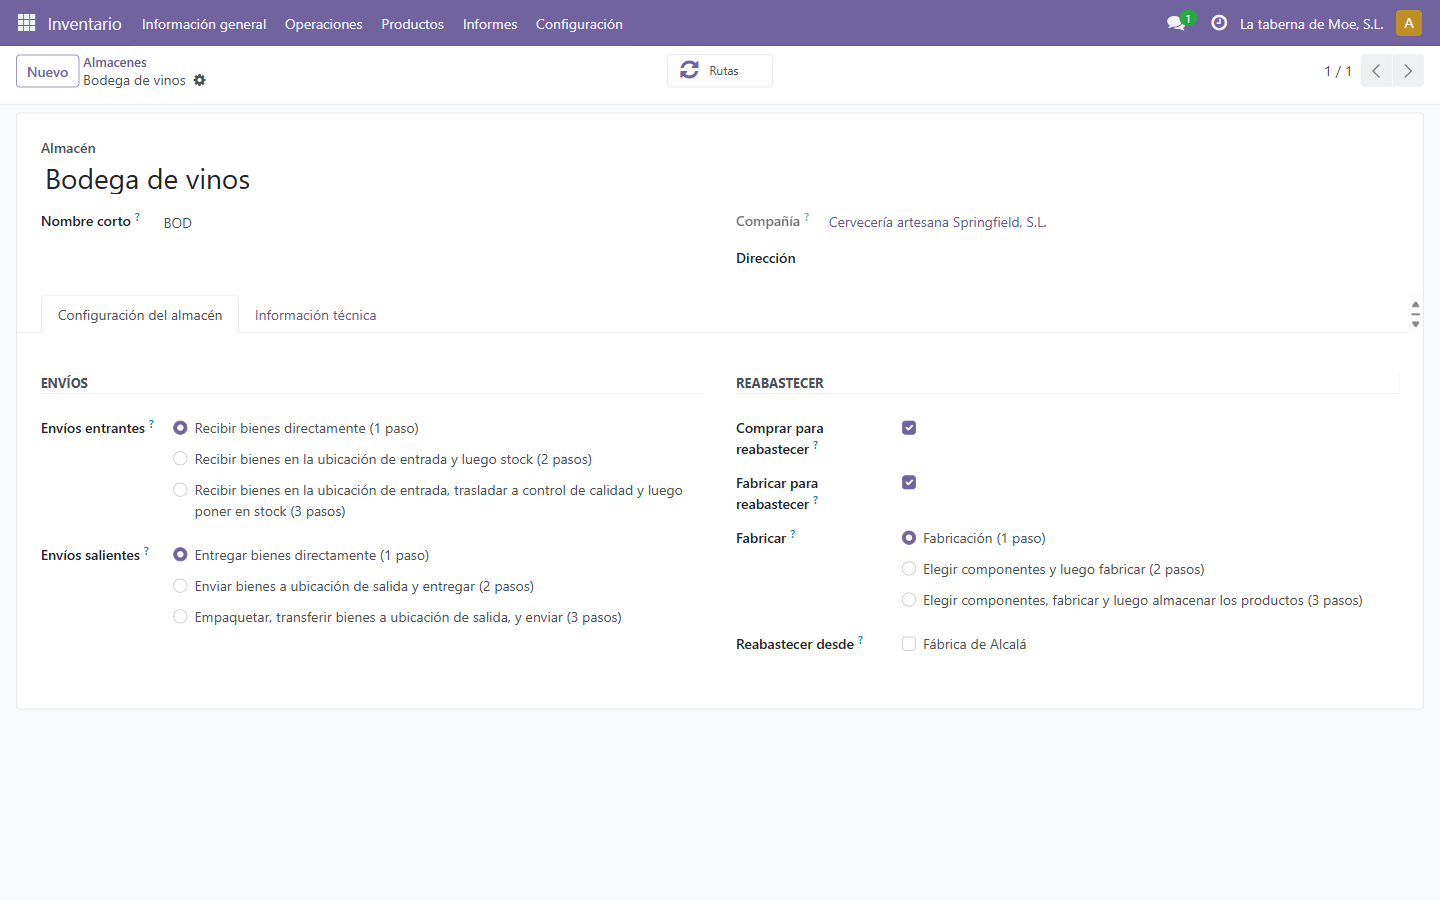 Inventario
Información general
Operaciones
Productos
Informes
Configuración
1
La taberna de Moe, S.L.
A
Nuevo
Almacenes
Bodega de vinos
Rutas
1 / 1
Almacén
Bodega de vinos
Nombre corto ?
BOD
Compañía ?
Cervecería artesana Springfield, S.L.
Dirección
Configuración del almacén
Información técnica
ENVÍOS
Envíos entrantes ?
Recibir bienes directamente (1 paso)
Recibir bienes en la ubicación de entrada y luego stock (2 pasos)
Recibir bienes en la ubicación de entrada, trasladar a control de calidad y luego
poner en stock (3 pasos)
Envíos salientes ?
Entregar bienes directamente (1 paso)
Enviar bienes a ubicación de salida y entregar (2 pasos)
Empaquetar, transferir bienes a ubicación de salida, y enviar (3 pasos)
REABASTECER
Comprar para
reabastecer ?
Fabricar para
reabastecer ?
Fabricar ?
Fabricación (1 paso)
Elegir componentes y luego fabricar (2 pasos)
Elegir componentes, fabricar y luego almacenar los productos (3 pasos)
Reabastecer desde ?
Fábrica de Alcalá